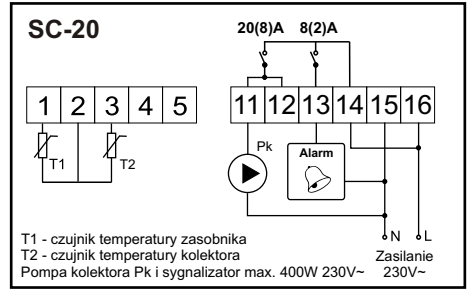 SC-20
20(8)A 8(2)A
1 2 3 4 5
11 12 13 14 15 16
T1 T2
Pk
Alarm
N L
T1 - czujnik temperatury zasobnika
T2 - czujnik temperatury kolektora
Zasilanie
Pompa kolektora Pk i sygnalizator max. 400W 230V~
230V~